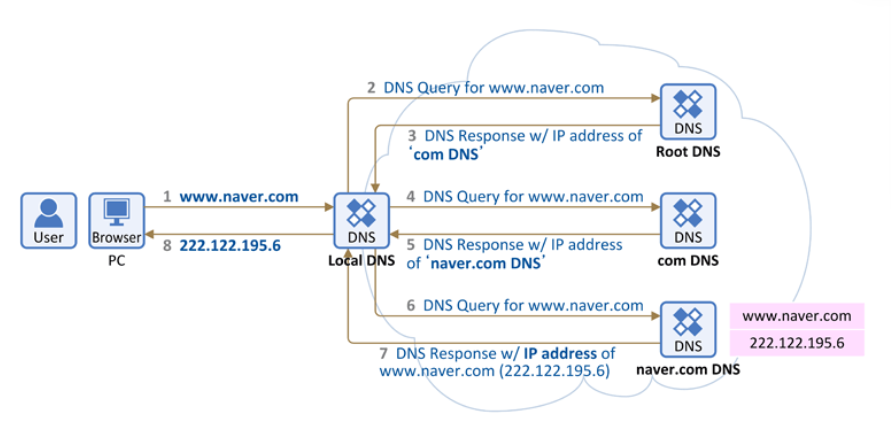 2 DNS Query for www.naver.com
DNS
Root DNS
3 DNS Response w/ IP address of
‘com DNS’
1 www.naver.com
User
Browser
PC
8 222.122.195.6
DNS
Local DNS
4 DNS Query for www.naver.com
DNS
com DNS
5 DNS Response w/ IP address
of ‘naver.com DNS’
6 DNS Query for www.naver.com
DNS
naver.com DNS
www.naver.com
222.122.195.6
7 DNS Response w/ IP address of
www.naver.com (222.122.195.6)